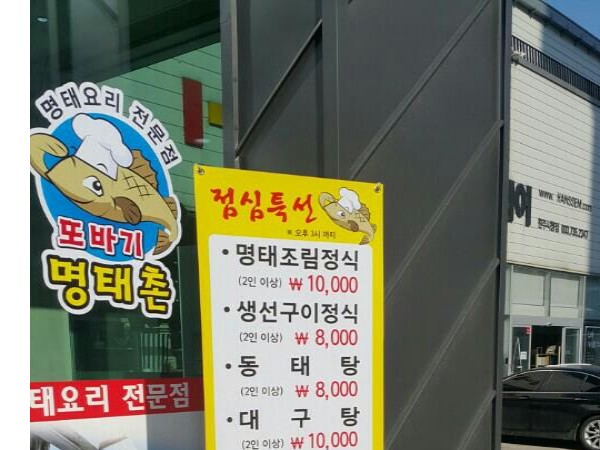 명태요리 전문점
또바기
명태촌
태요리 전문점
점심특선
※ 오후 3시 까지
• 명태조림정식
(2인 이상) ₩ 10,000
• 생선구이정식
(2인 이상) ₩ 8,000
• 동 태 탕
(2인 이상) ₩ 8,000
• 대 구 탕
(2인 이상) ₩ 10,000
www. HANSSEM.com